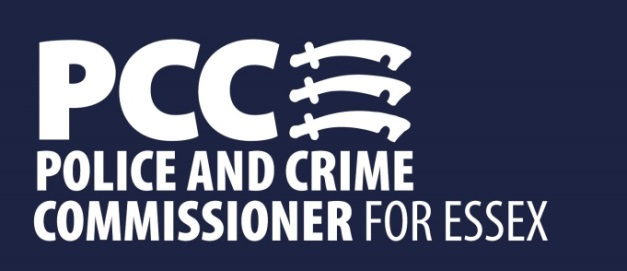 PCC
POLICE AND CRIME
COMMISSIONER FOR ESSEX